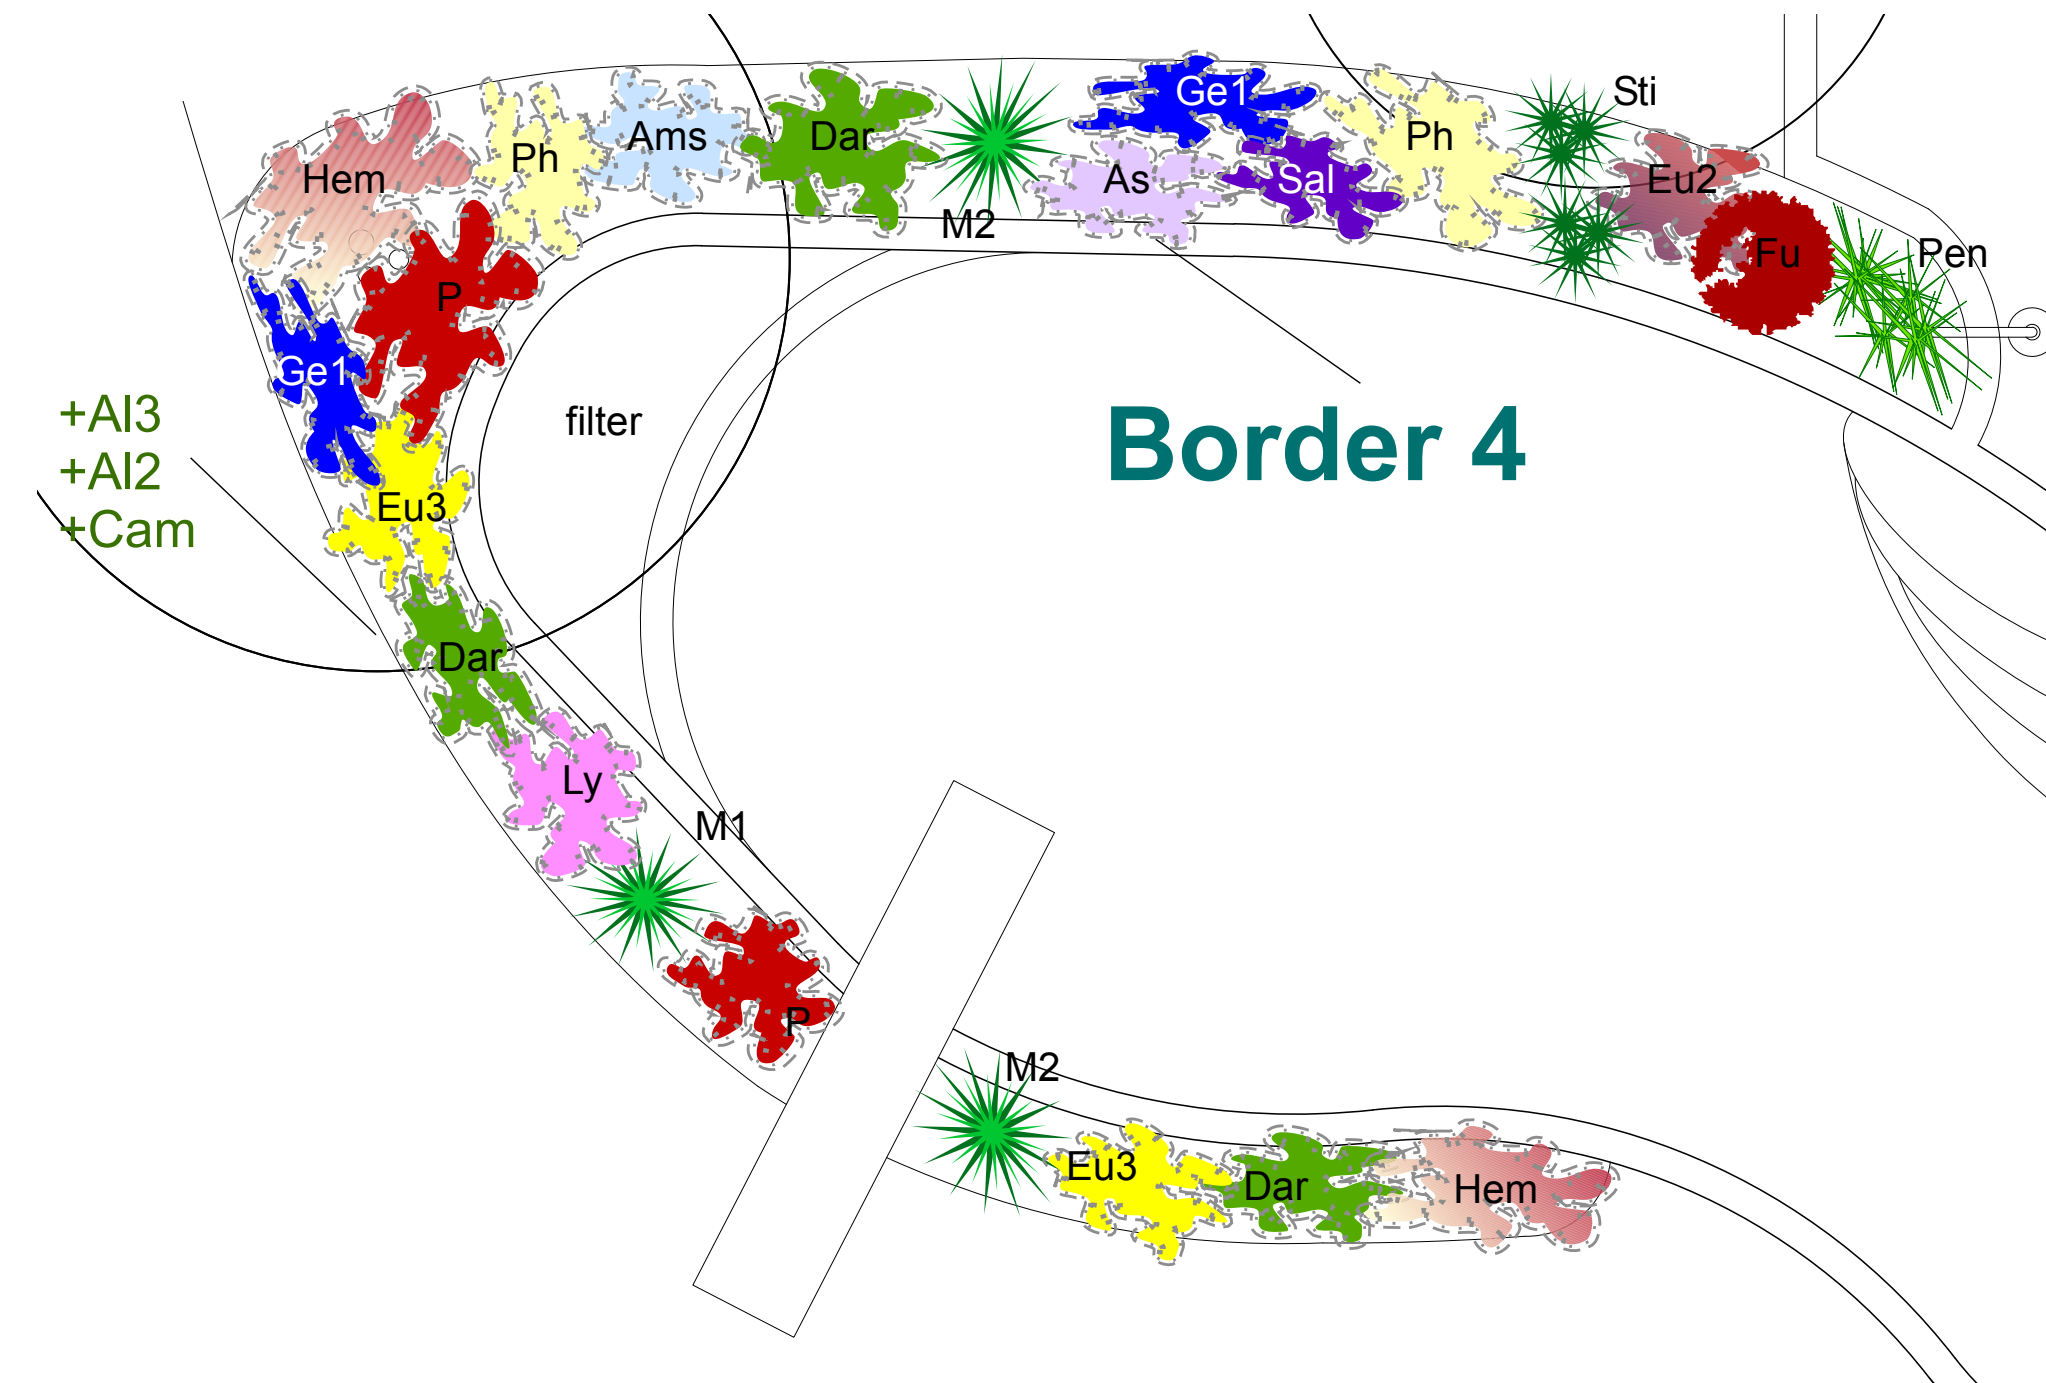 Sti
Ge1
Ams
Dar
Ph
Ph
Hem
As
Sal
Eu2
M2
Fu
Pen
P
Ge1
+Al3
filter
Border 4
+Al2
Eu3
+Cam
Dar
Ly
M1
P
M2
Eu3
Dar
Hem